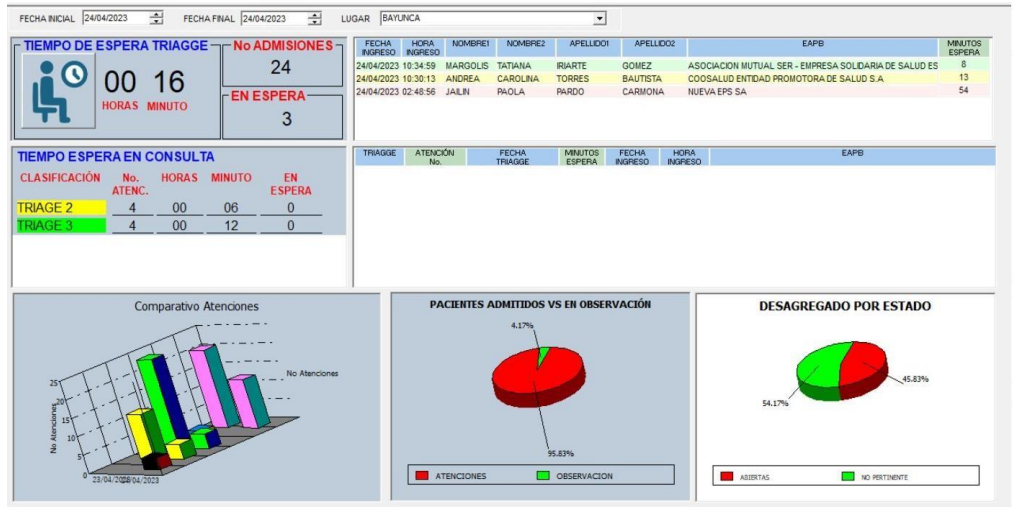 FECHA INICIAL 24/04/2023 FECHA FINAL 24/04/2023 LUGAR BAYUNCA
TIEMPO DE ESPERA TRIAGGE
00 16
HORAS MINUTO
No ADMISIONES
24
EN ESPERA
3
FECHA INGRESO HORA INGRESO NOMBRE1 NOMBRE2 APELLIDO1 APELLIDO2 EAPB MINUTOS ESPERA
24/04/2023 10:34:59 MARGOLIS TATIANA IRIARTE GOMEZ ASOCIACION MUTUAL SER - EMPRESA SOLIDARIA DE SALUD ES 8
24/04/2023 10:30:13 ANDREA CAROLINA TORRES BAUTISTA COOSALUD ENTIDAD PROMOTORA DE SALUD S.A 13
24/04/2023 02:48:56 JAILIN PAOLA PARDO CARMONA NUEVA EPS SA 54
TIEMPO ESPERA EN CONSULTA
CLASIFICACIÓN No. ATENC. HORAS MINUTO EN ESPERA
TRIAGE 2 4 00 06 0
TRIAGE 3 4 00 12 0
TRIAGGE ATENCIÓN No. FECHA TRIAGGE MINUTOS ESPERA FECHA INGRESO HORA INGRESO EAPB
Comparativo Atenciones
No Atenciones
25
20
15
10
5
0
No Atenciones
PACIENTES ADMITIDOS VS EN OBSERVACIÓN
4.17%
95.83%
ATENCIONES OBSERVACION
DESAGREGADO POR ESTADO
45.83%
54.17%
ABIERTAS NO PERTINENTE